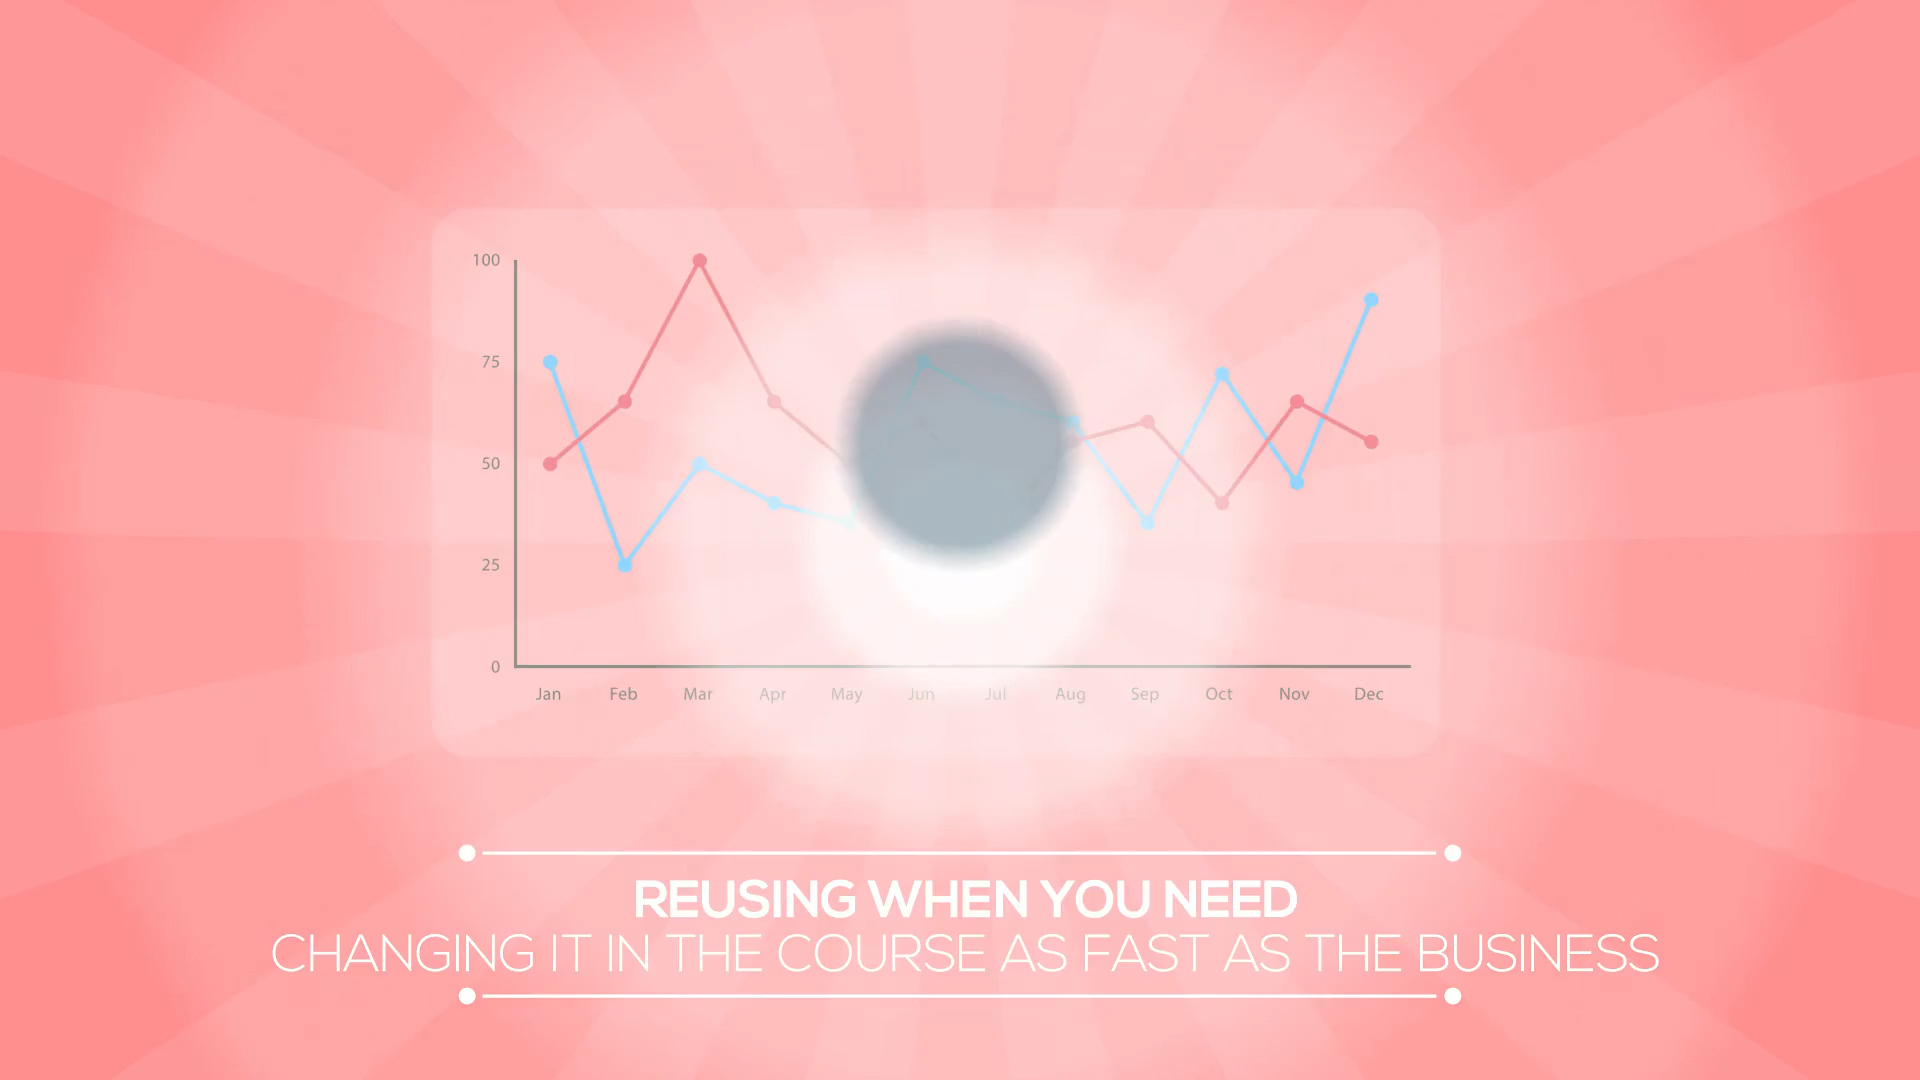 100
75
50
25
0
Jan Feb Mar Apr May Jun Jul Aug Sep Oct Nov Dec
REUSING WHEN YOU NEED
CHANGING IT IN THE COURSE AS FAST AS THE BUSINESS